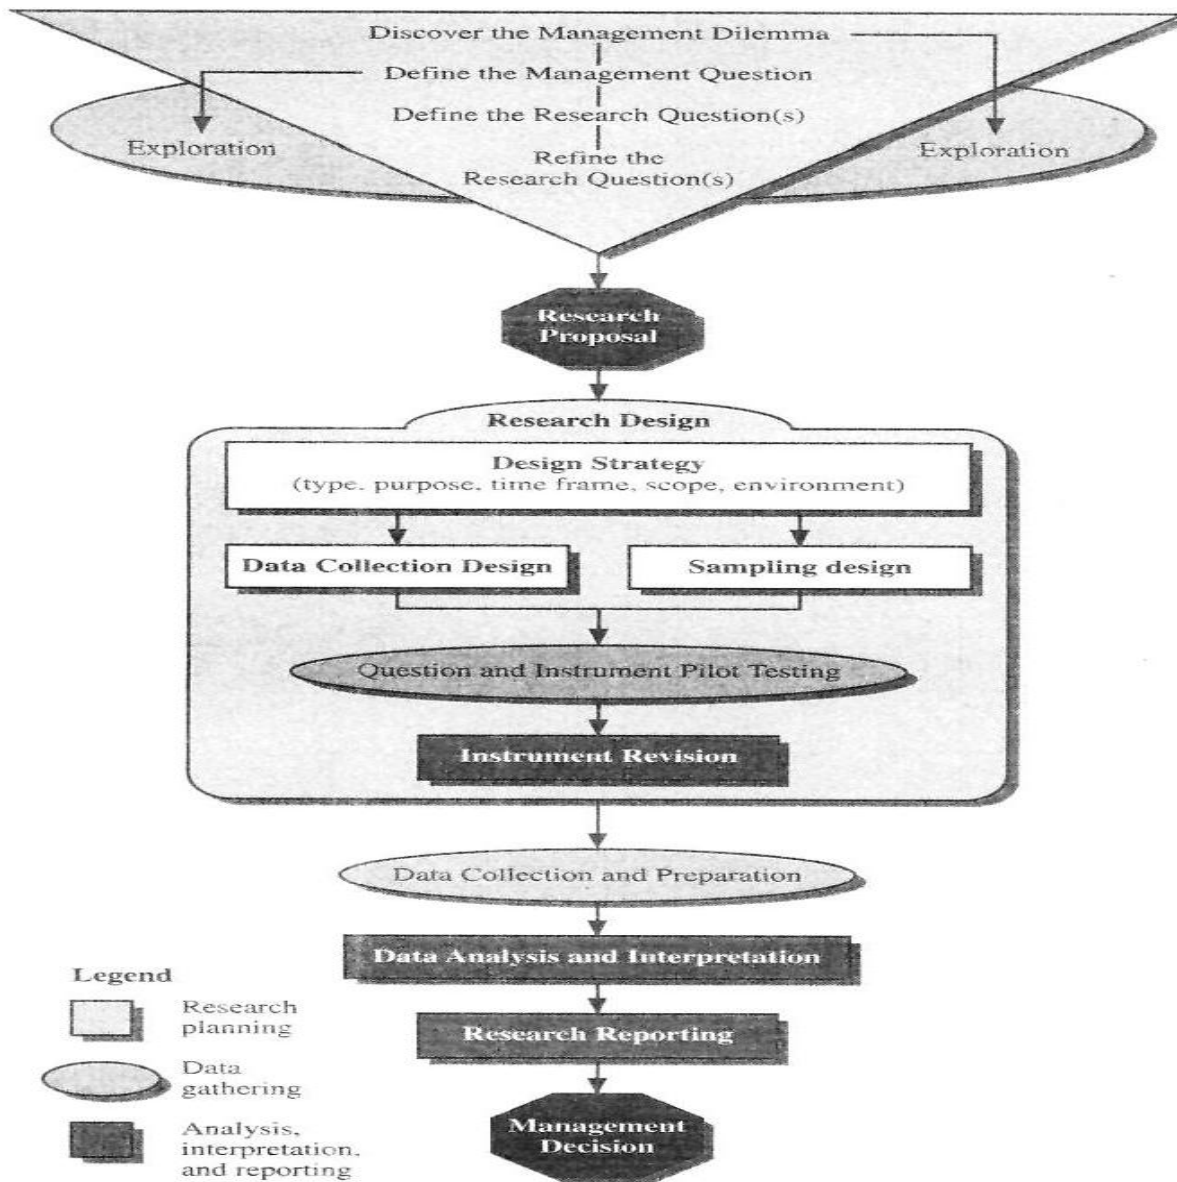 Discover the Management Dilemma
Define the Management Question
Define the Research Question(s)
Exploration
Exploration
Refine the
Research Question(s)
Research
Proposal
Research Design
Design Strategy
(type, purpose, time frame, scope, environment)
Data Collection Design
Sampling design
Question and Instrument Pilot Testing
Instrument Revision
Data Collection and Preparation
Data Analysis and Interpretation
Research Reporting
Management
Decision
Legend
Research
planning
Data
gathering
Analysis,
interpretation,
and reporting